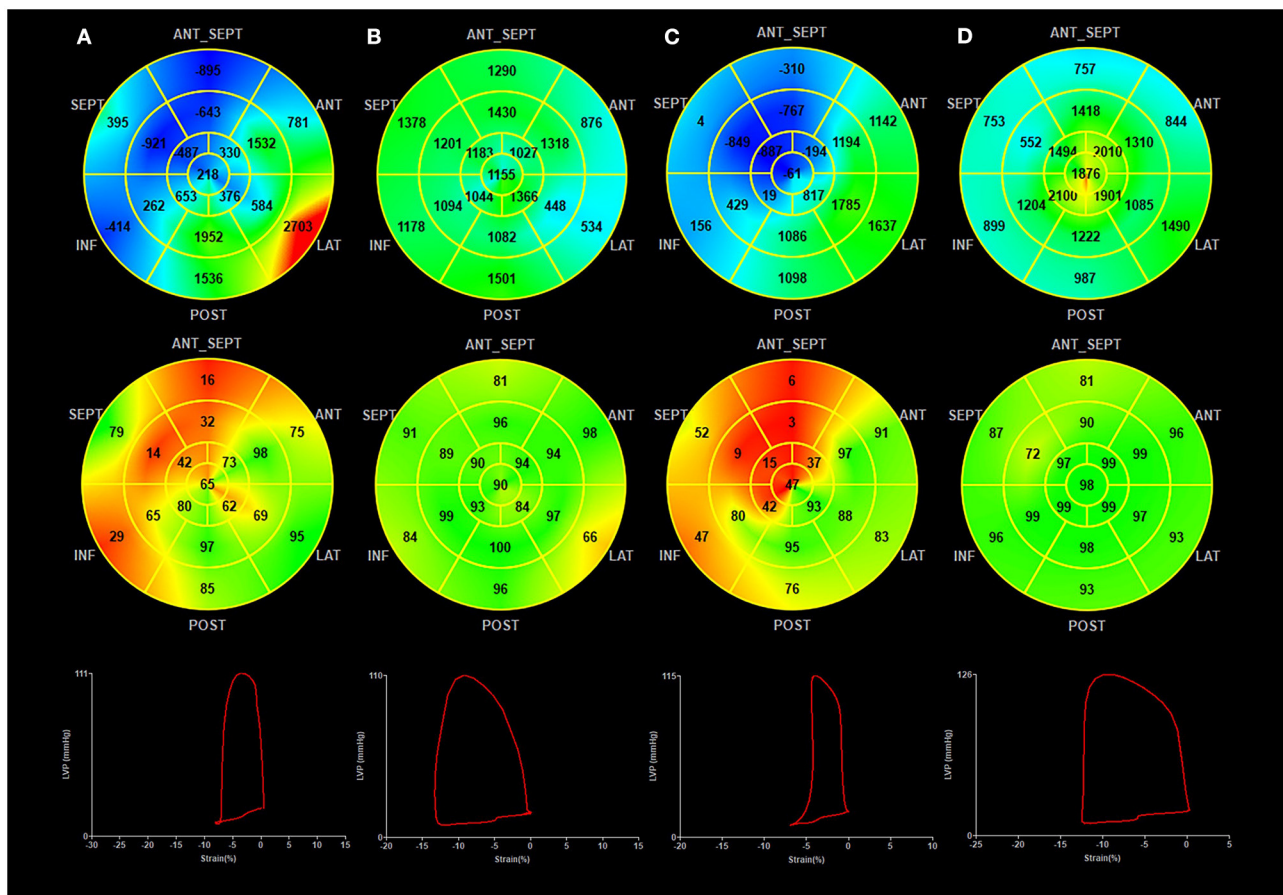 A B C D
ANT_SEPT ANT_SEPT ANT_SEPT ANT_SEPT
-895 1290 -310 757
SEPT ANT SEPT ANT SEPT ANT SEPT ANT
395 -643 781 1378 1430 876 4 -767 1142 753 1418 844
-921 1532 1201 1318 -849 1194 552 1310
-487 330 1183 1027 -887 -194 1494 2010
218 1155 -61 1876
653 376 1044 1366 19 817 2100 1901
262 584 1094 448 429 1785 1204 1085
-414 2703 1178 534 156 1637 899 1490
1952 1082 1086 1222
INF LAT INF LAT INF LAT INF LAT
1536 1501 1098 987
POST POST POST POST
ANT_SEPT ANT_SEPT ANT_SEPT ANT_SEPT
16 81 6 81
SEPT ANT SEPT ANT SEPT ANT SEPT ANT
79 32 75 91 96 98 52 3 91 87 90 96
14 98 89 94 9 97 72 99
42 73 90 94 15 37 97 99
65 90 47 98
80 62 93 84 42 93 99 99
65 69 99 97 80 88 99 97
29 95 84 66 47 83 96 93
97 100 95 98
INF LAT INF LAT INF LAT INF LAT
85 96 76 93
POST POST POST POST
111 110 115 126
LVP (mmHg) LVP (mmHg) LVP (mmHg) LVP (mmHg)
0 0 0 0
-30 -25 -20 -15 -10 -5 0 5 10 15 -20 -15 -10 -5 0 5 10 15 -20 -15 -10 -5 0 5 10 -25 -20 -15 -10 -5 0 5
Strain(%) Strain(%) Strain(%) Strain(%)